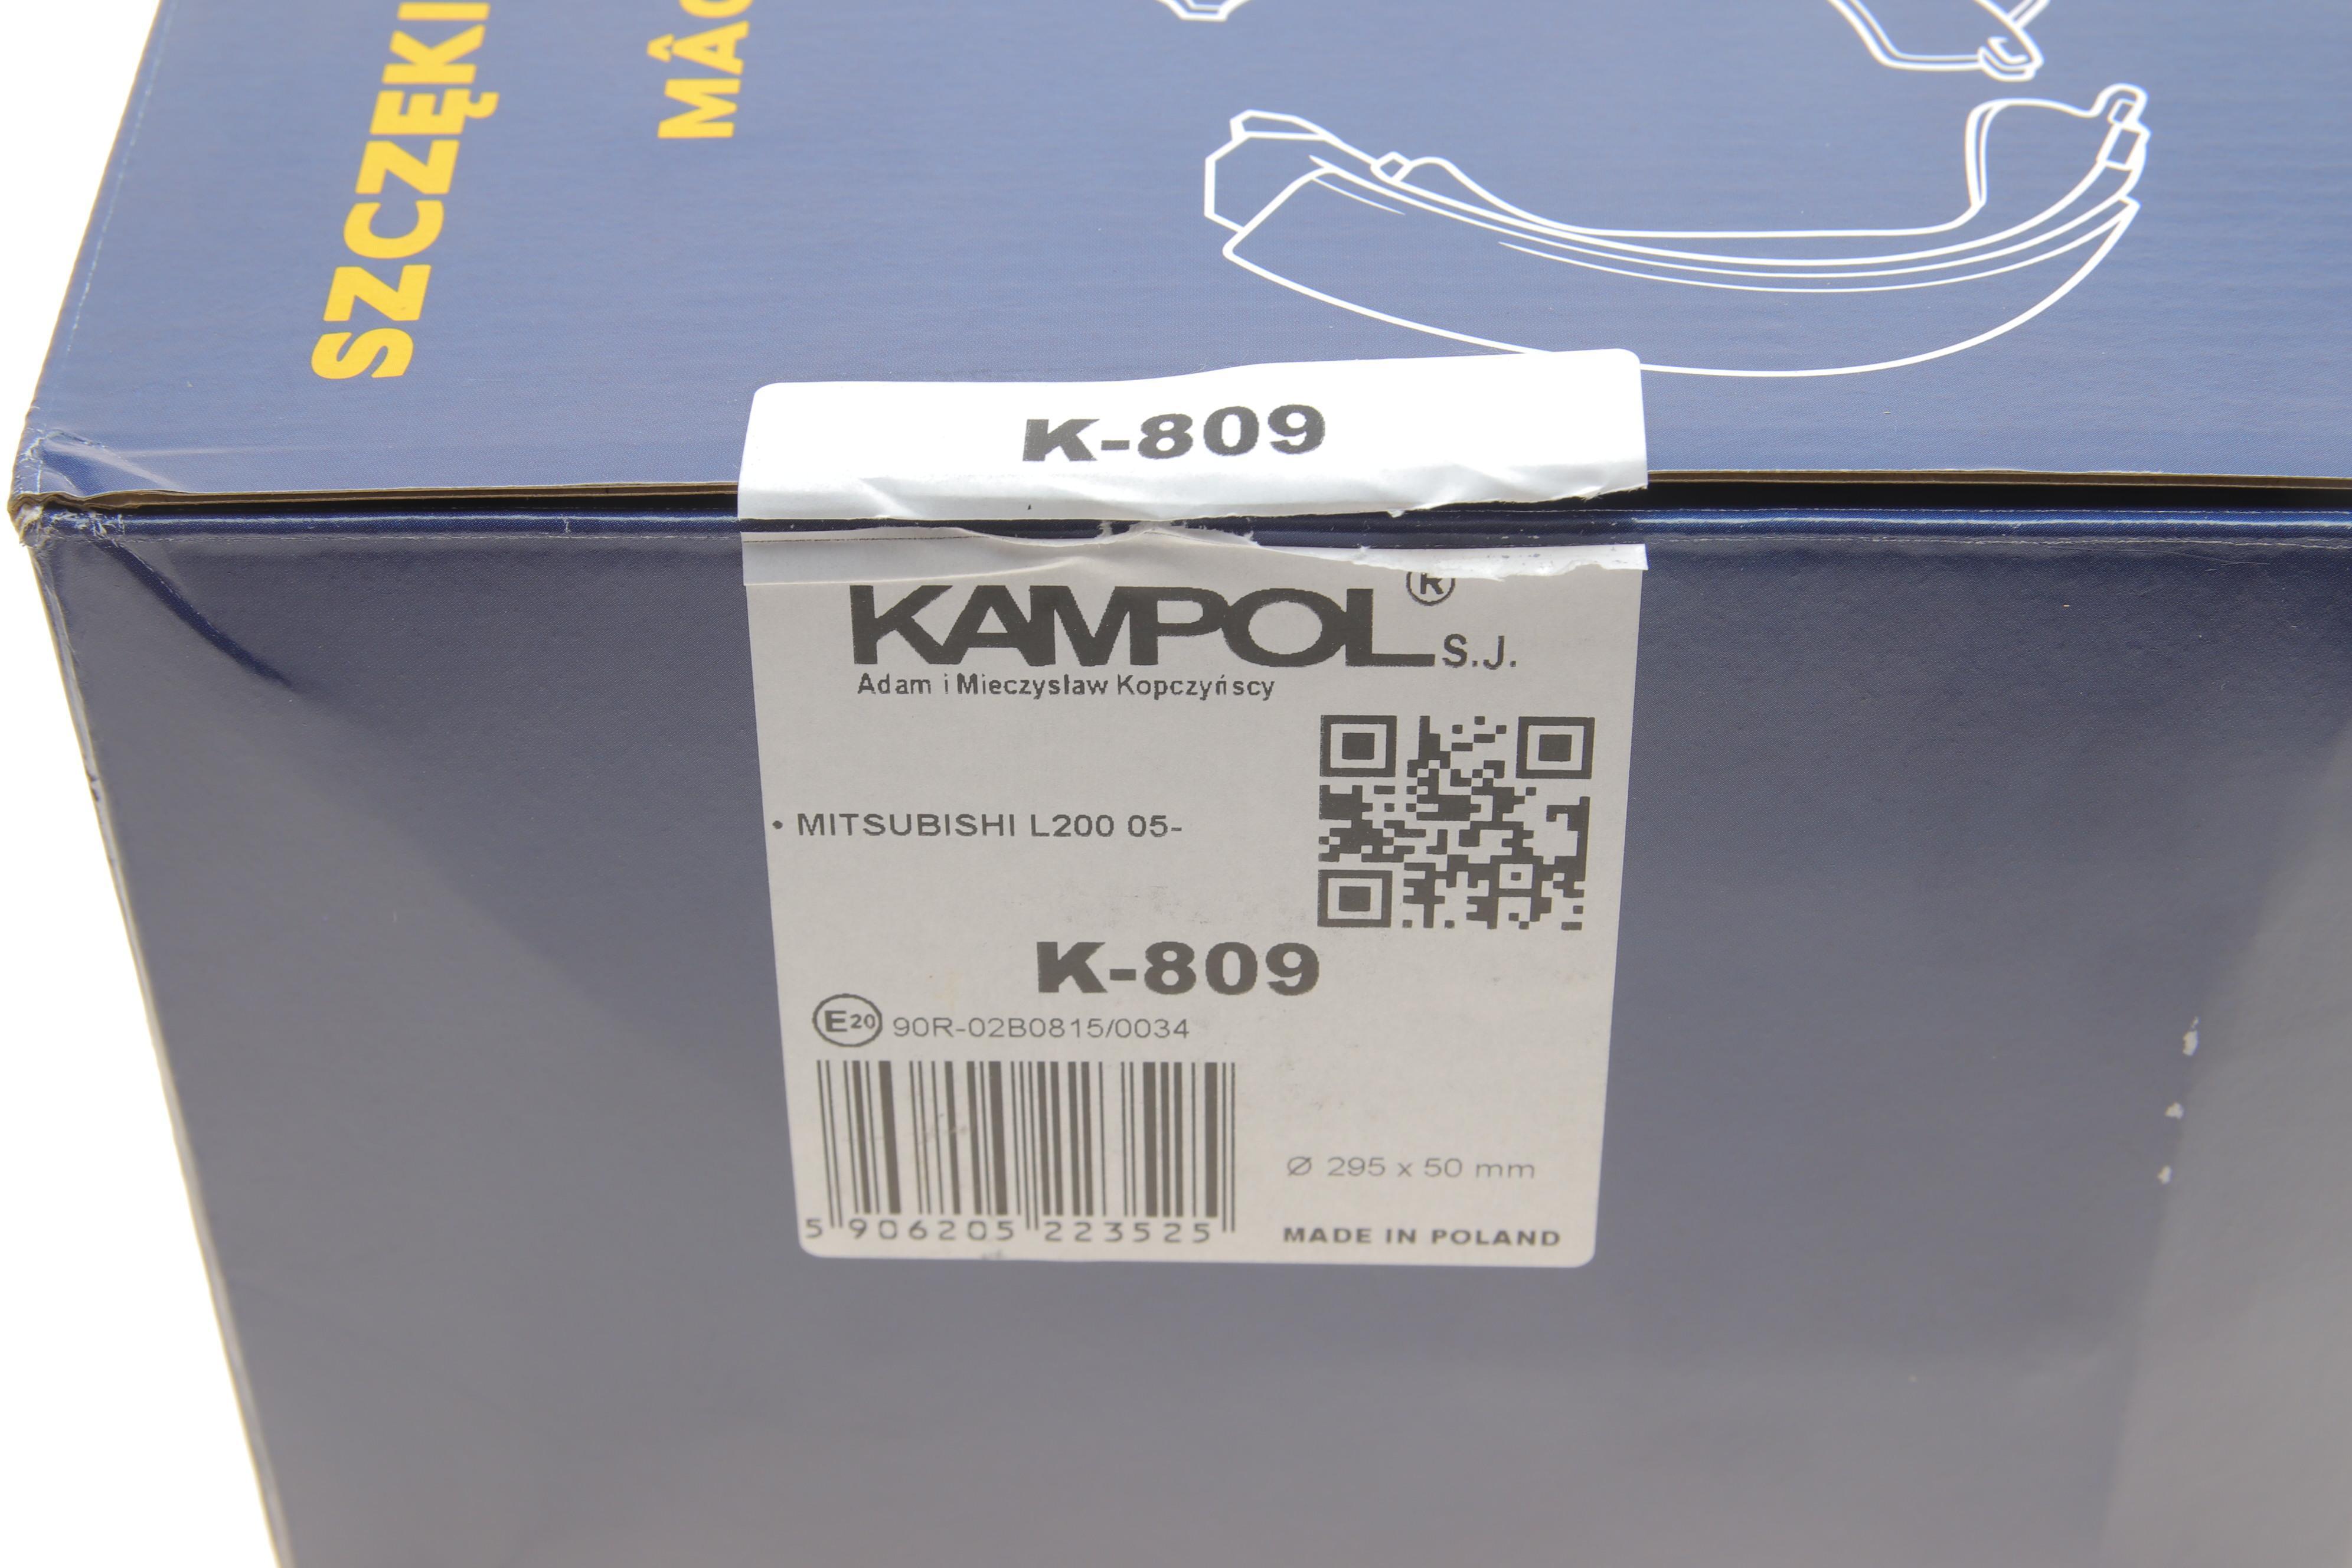 SZCZĘKI
K-809
KAMPOL® S.J.
Adam i Mieczysław Kopczyńscy
• MITSUBISHI L200 05-
K-809
E20 90R-02B0815/0034
Ø 295 x 50 mm
5 906205 223525
MADE IN POLAND